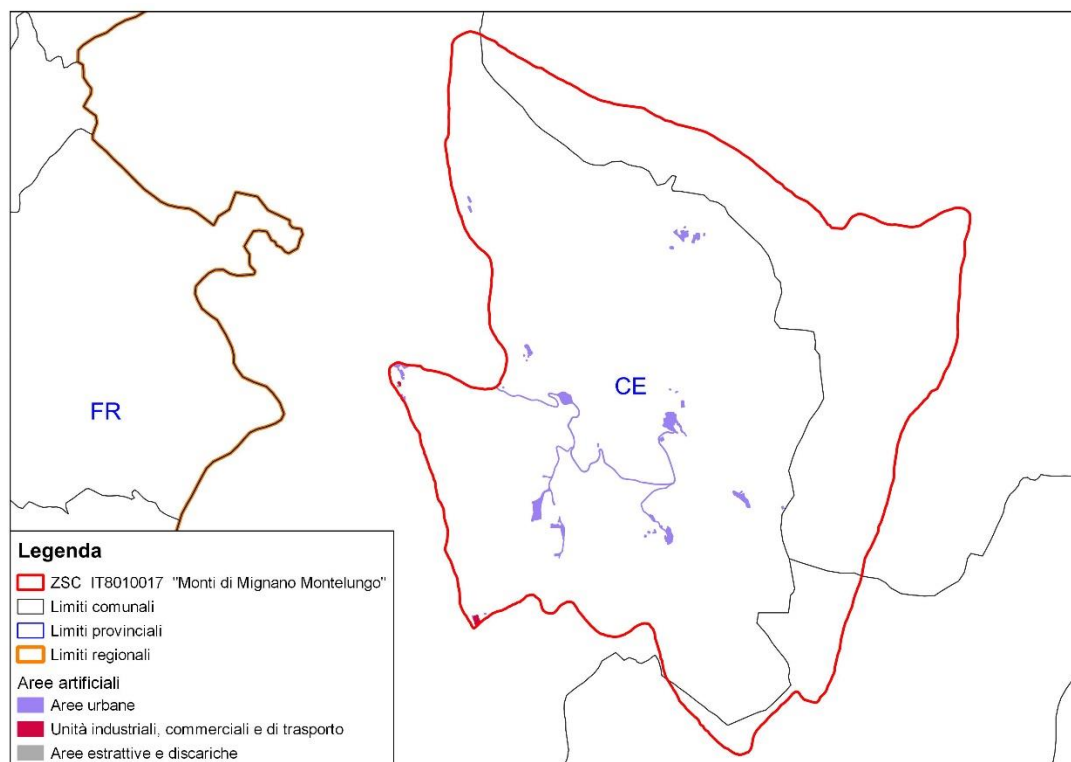 CE
FR
Legenda
ZSC IT8010017 "Monti di Mignano Montelungo"
Limiti comunali
Limiti provinciali
Limiti regionali
Aree artificiali
Aree urbane
Unità industriali, commerciali e di trasporto
Aree estrattive e discariche